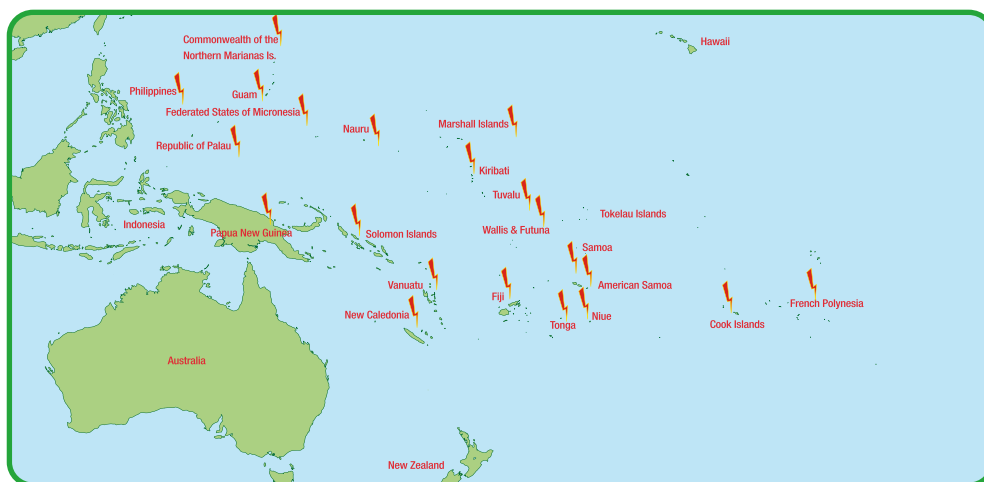 Commonwealth of the
Northern Marianas Is.
Hawaii
Philippines
Guam
Federated States of Micronesia
Nauru
Marshall Islands
Republic of Palau
Kiribati
Tuvalu
Tokelau Islands
Indonesia
Papua New Guinea
Solomon Islands
Wallis & Futuna
Samoa
Vanuatu
American Samoa
Fiji
French Polynesia
New Caledonia
Niue
Tonga
Cook Islands
Australia
New Zealand